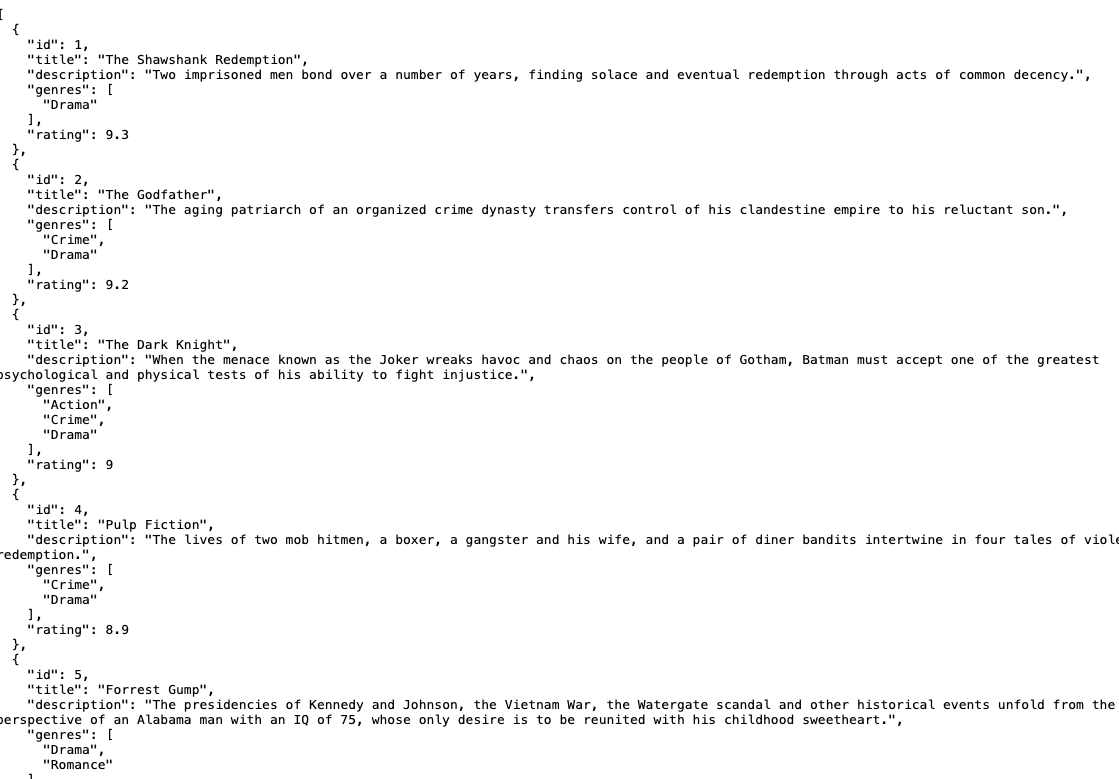 [
  {
    "id": 1,
    "title": "The Shawshank Redemption",
    "description": "Two imprisoned men bond over a number of years, finding solace and eventual redemption through acts of common decency.",
    "genres": [
      "Drama"
    ],
    "rating": 9.3
  },
  {
    "id": 2,
    "title": "The Godfather",
    "description": "The aging patriarch of an organized crime dynasty transfers control of his clandestine empire to his reluctant son.",
    "genres": [
      "Crime",
      "Drama"
    ],
    "rating": 9.2
  },
  {
    "id": 3,
    "title": "The Dark Knight",
    "description": "When the menace known as the Joker wreaks havoc and chaos on the people of Gotham, Batman must accept one of the greatest
psychological and physical tests of his ability to fight injustice.",
    "genres": [
      "Action",
      "Crime",
      "Drama"
    ],
    "rating": 9
  },
  {
    "id": 4,
    "title": "Pulp Fiction",
    "description": "The lives of two mob hitmen, a boxer, a gangster and his wife, and a pair of diner bandits intertwine in four tales of
redemption.",
    "genres": [
      "Crime",
      "Drama"
    ],
    "rating": 8.9
  },
  {
    "id": 5,
    "title": "Forrest Gump",
    "description": "The presidencies of Kennedy and Johnson, the Vietnam War, the Watergate scandal and other historical events unfold from the
perspective of an Alabama man with an IQ of 75, whose only desire is to be reunited with his childhood sweetheart.",
    "genres": [
      "Drama",
      "Romance"
    ]